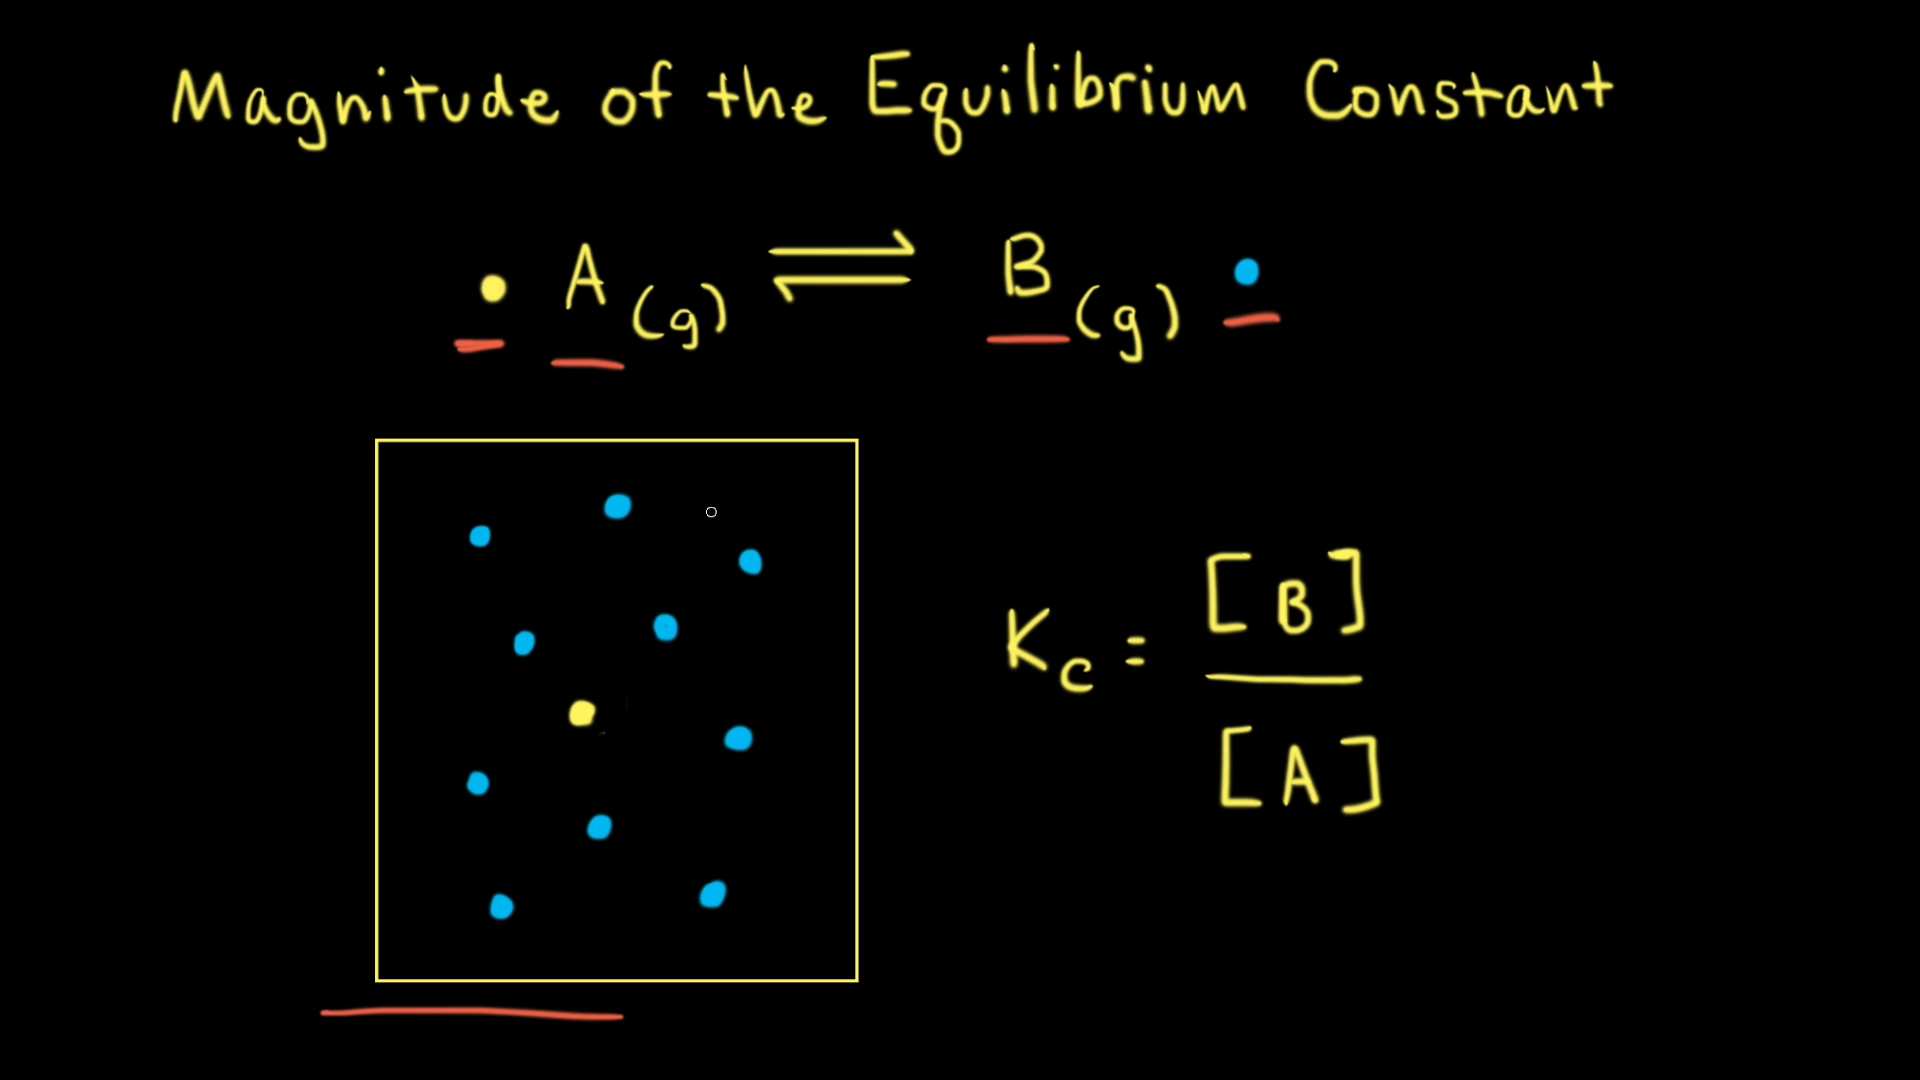 Magnitude of the Equilibrium Constant
A (g) ⇌ B (g)
Kc = [B]
[A]